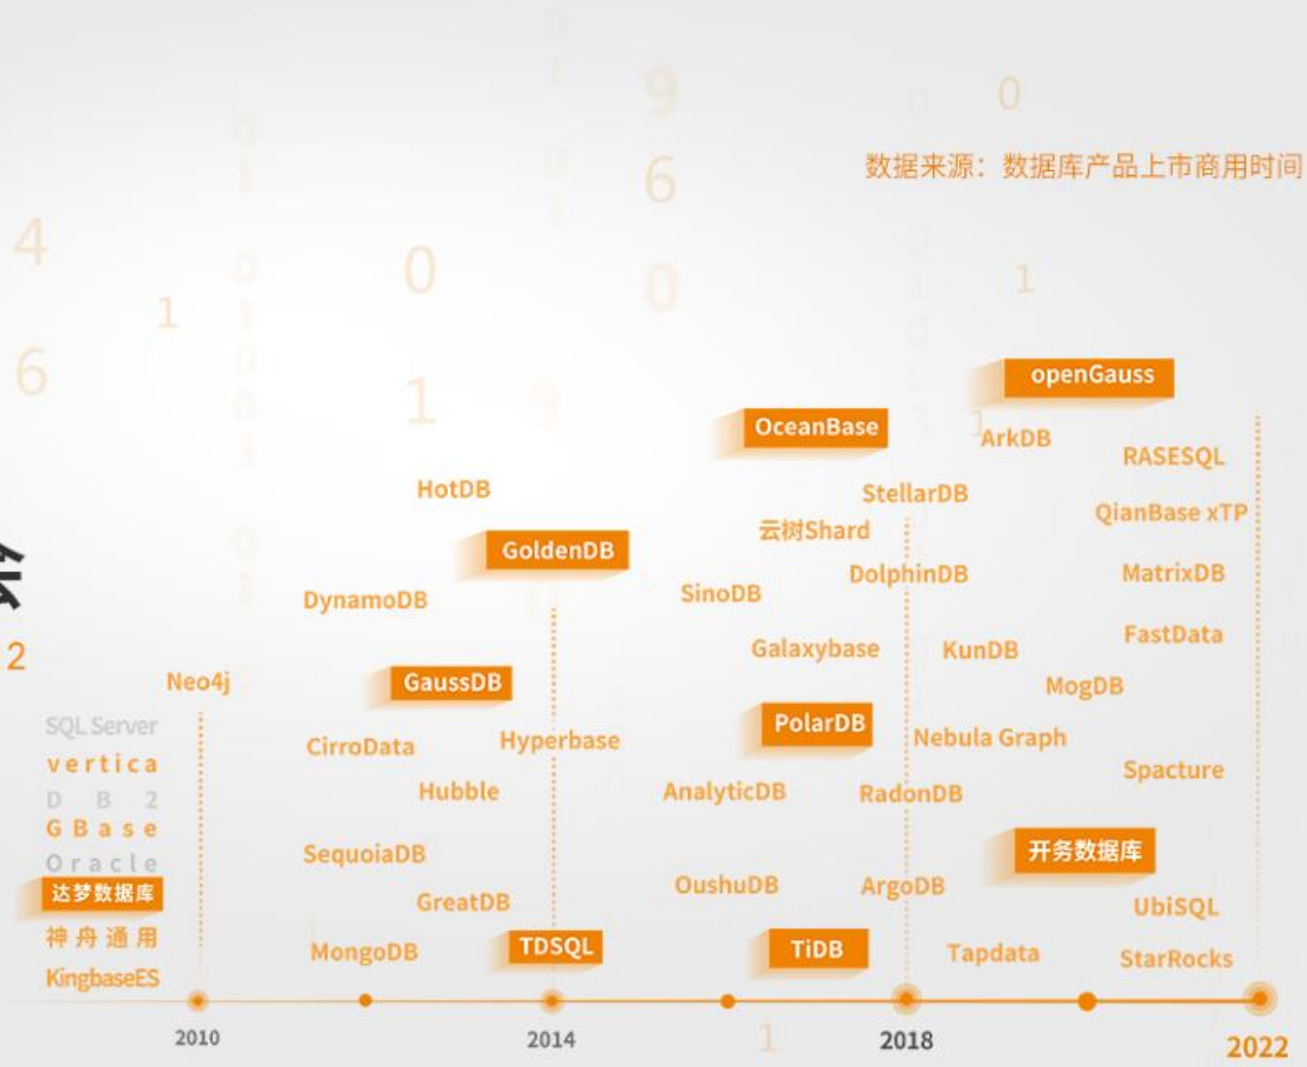 数据来源：数据库产品上市商用时间
openGauss
OceanBase
ArkDB
RASESQL
HotDB
StellarDB
QianBase xTP
云树Shard
GoldenDB
DolphinDB
MatrixDB
DynamoDB
SinoDB
FastData
Galaxybase
KunDB
2
Neo4j
GaussDB
MogDB
SQL Server
PolarDB
CirroData
Hyperbase
Nebula Graph
vertica
Spacture
Hubble
AnalyticDB
RadonDB
DB2
GBase
SequoiaDB
开务数据库
Oracle
达梦数据库
GreatDB
OushuDB
ArgoDB
UbiSQL
神舟通用
MongoDB
TDSQL
TiDB
Tapdata
StarRocks
KingbaseES
2010
2014
2018
2022